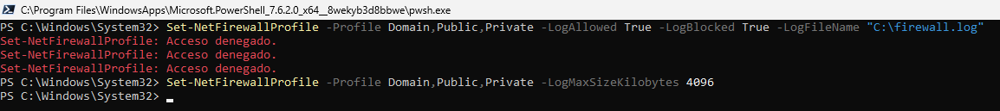 C:\Program Files\WindowsApps\Microsoft.PowerShell_7.6.2.0_x64__8wekyb3d8bbwe\pwsh.exe
PS C:\Windows\System32> Set-NetFirewallProfile -Profile Domain,Public,Private -LogAllowed True -LogBlocked True -LogFileName "C:\firewall.log"
Set-NetFirewallProfile: Acceso denegado.
Set-NetFirewallProfile: Acceso denegado.
Set-NetFirewallProfile: Acceso denegado.
PS C:\Windows\System32> Set-NetFirewallProfile -Profile Domain,Public,Private -LogMaxSizeKilobytes 4096
PS C:\Windows\System32>